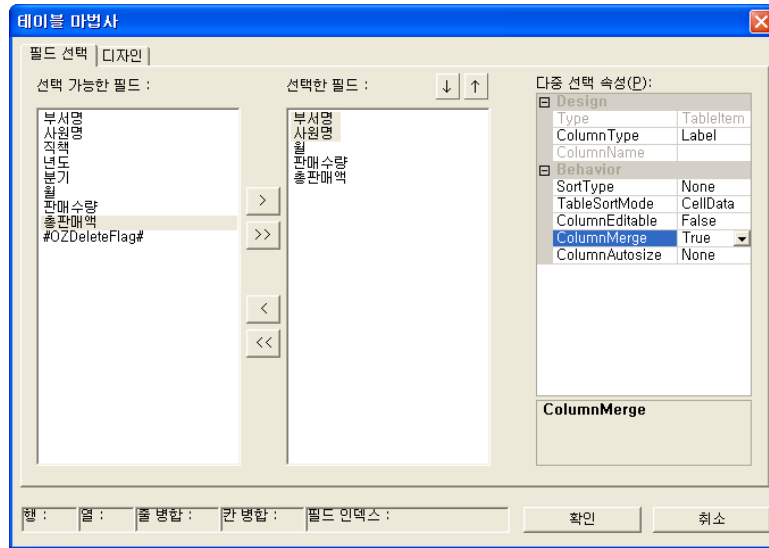 테이블 마법사
필드 선택 디자인
선택 가능한 필드 :
부서명
사원명
직책
년도
분기
월
판매수량
총판매액
#OZDeleteFlag#
>
>>
<
<<
선택한 필드 : ↓ ↑
부서명
사원명
월
판매수량
총판매액
다중 선택 속성(P):
Design
Type TableItem
ColumnType Label
ColumnName
Behavior
SortType None
TableSortMode CellData
ColumnEditable False
ColumnMerge True
ColumnAutosize None
ColumnMerge
행 : 열 : 줄 병합 : 칸 병합 : 필드 인덱스 :
확인 취소